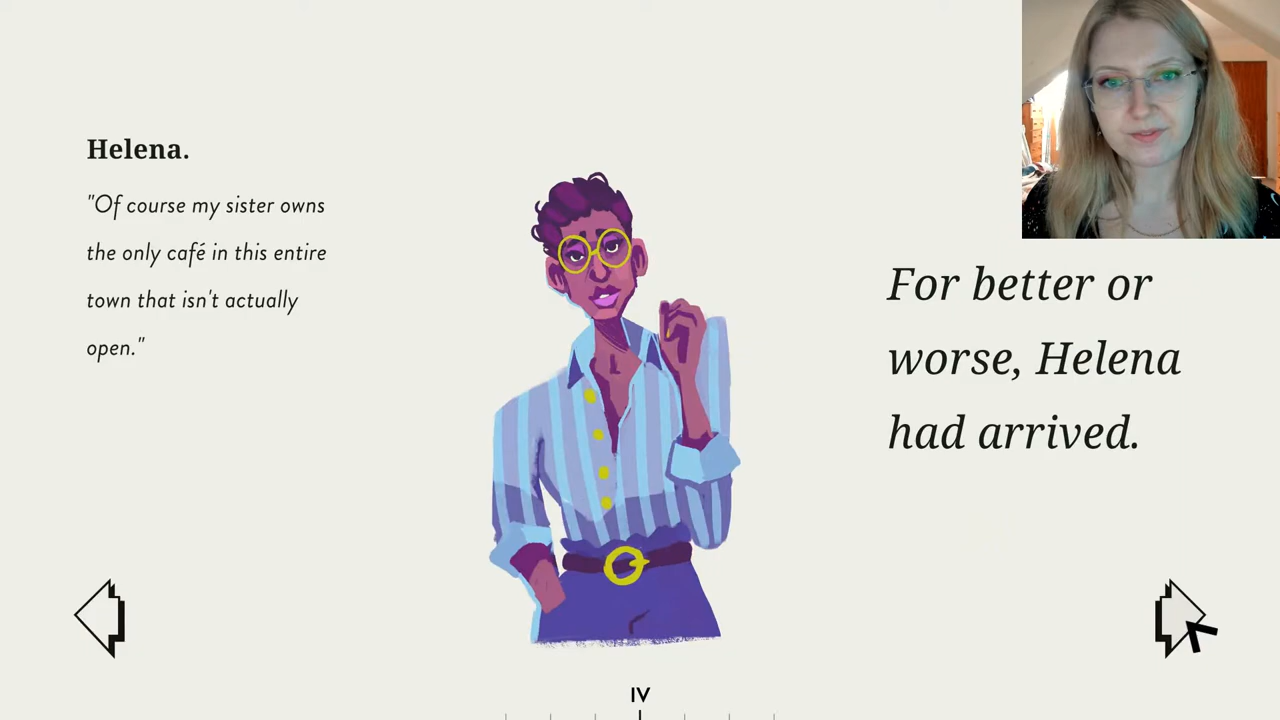 Helena.
"Of course my sister owns
the only café in this entire
town that isn't actually
open."
For better or
worse, Helena
had arrived.
IV